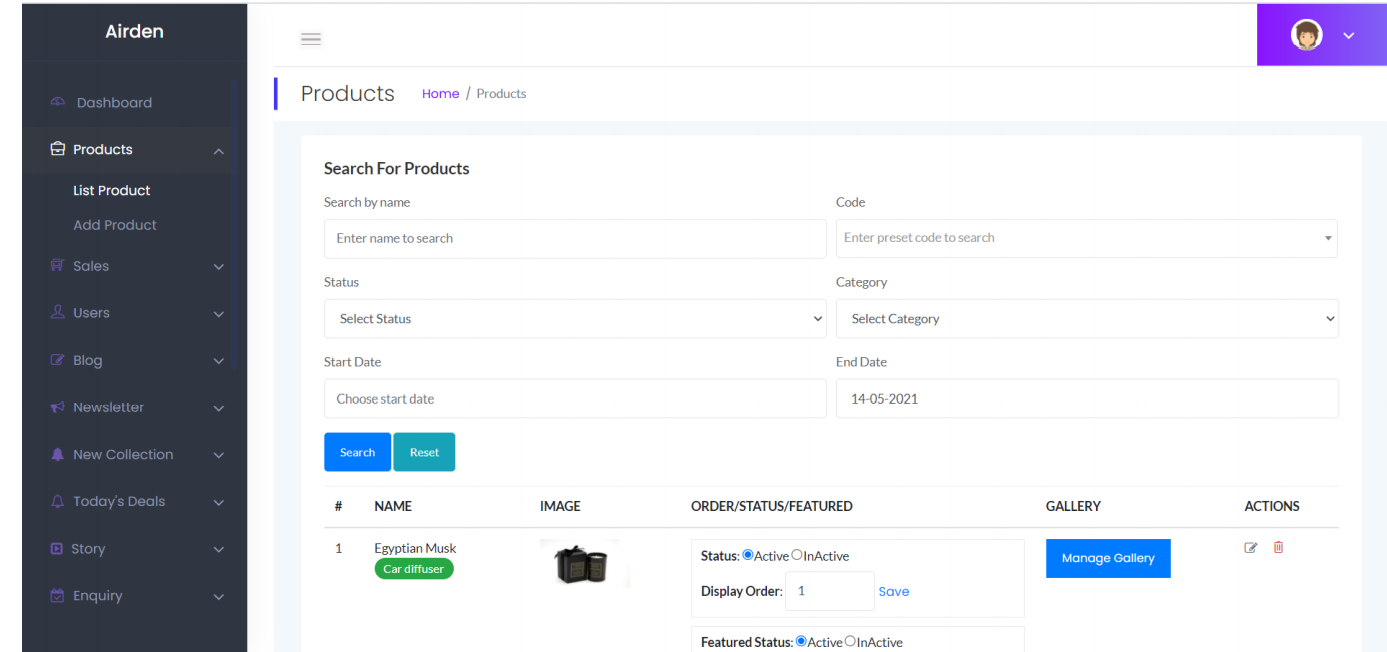 Airden
Dashboard
Products
List Product
Add Product
Sales
Users
Blog
Newsletter
New Collection
Today's Deals
Story
Enquiry
Products Home / Products
Search For Products
Search by name Code
Enter name to search Enter preset code to search
Status Category
Select Status Select Category
Start Date End Date
Choose start date 14-05-2021
Search Reset
# NAME IMAGE ORDER/STATUS/FEATURED GALLERY ACTIONS
1 Egyptian Musk Status: Active InActive Manage Gallery
Car diffuser
Display Order: 1 Save
Featured Status: Active InActive